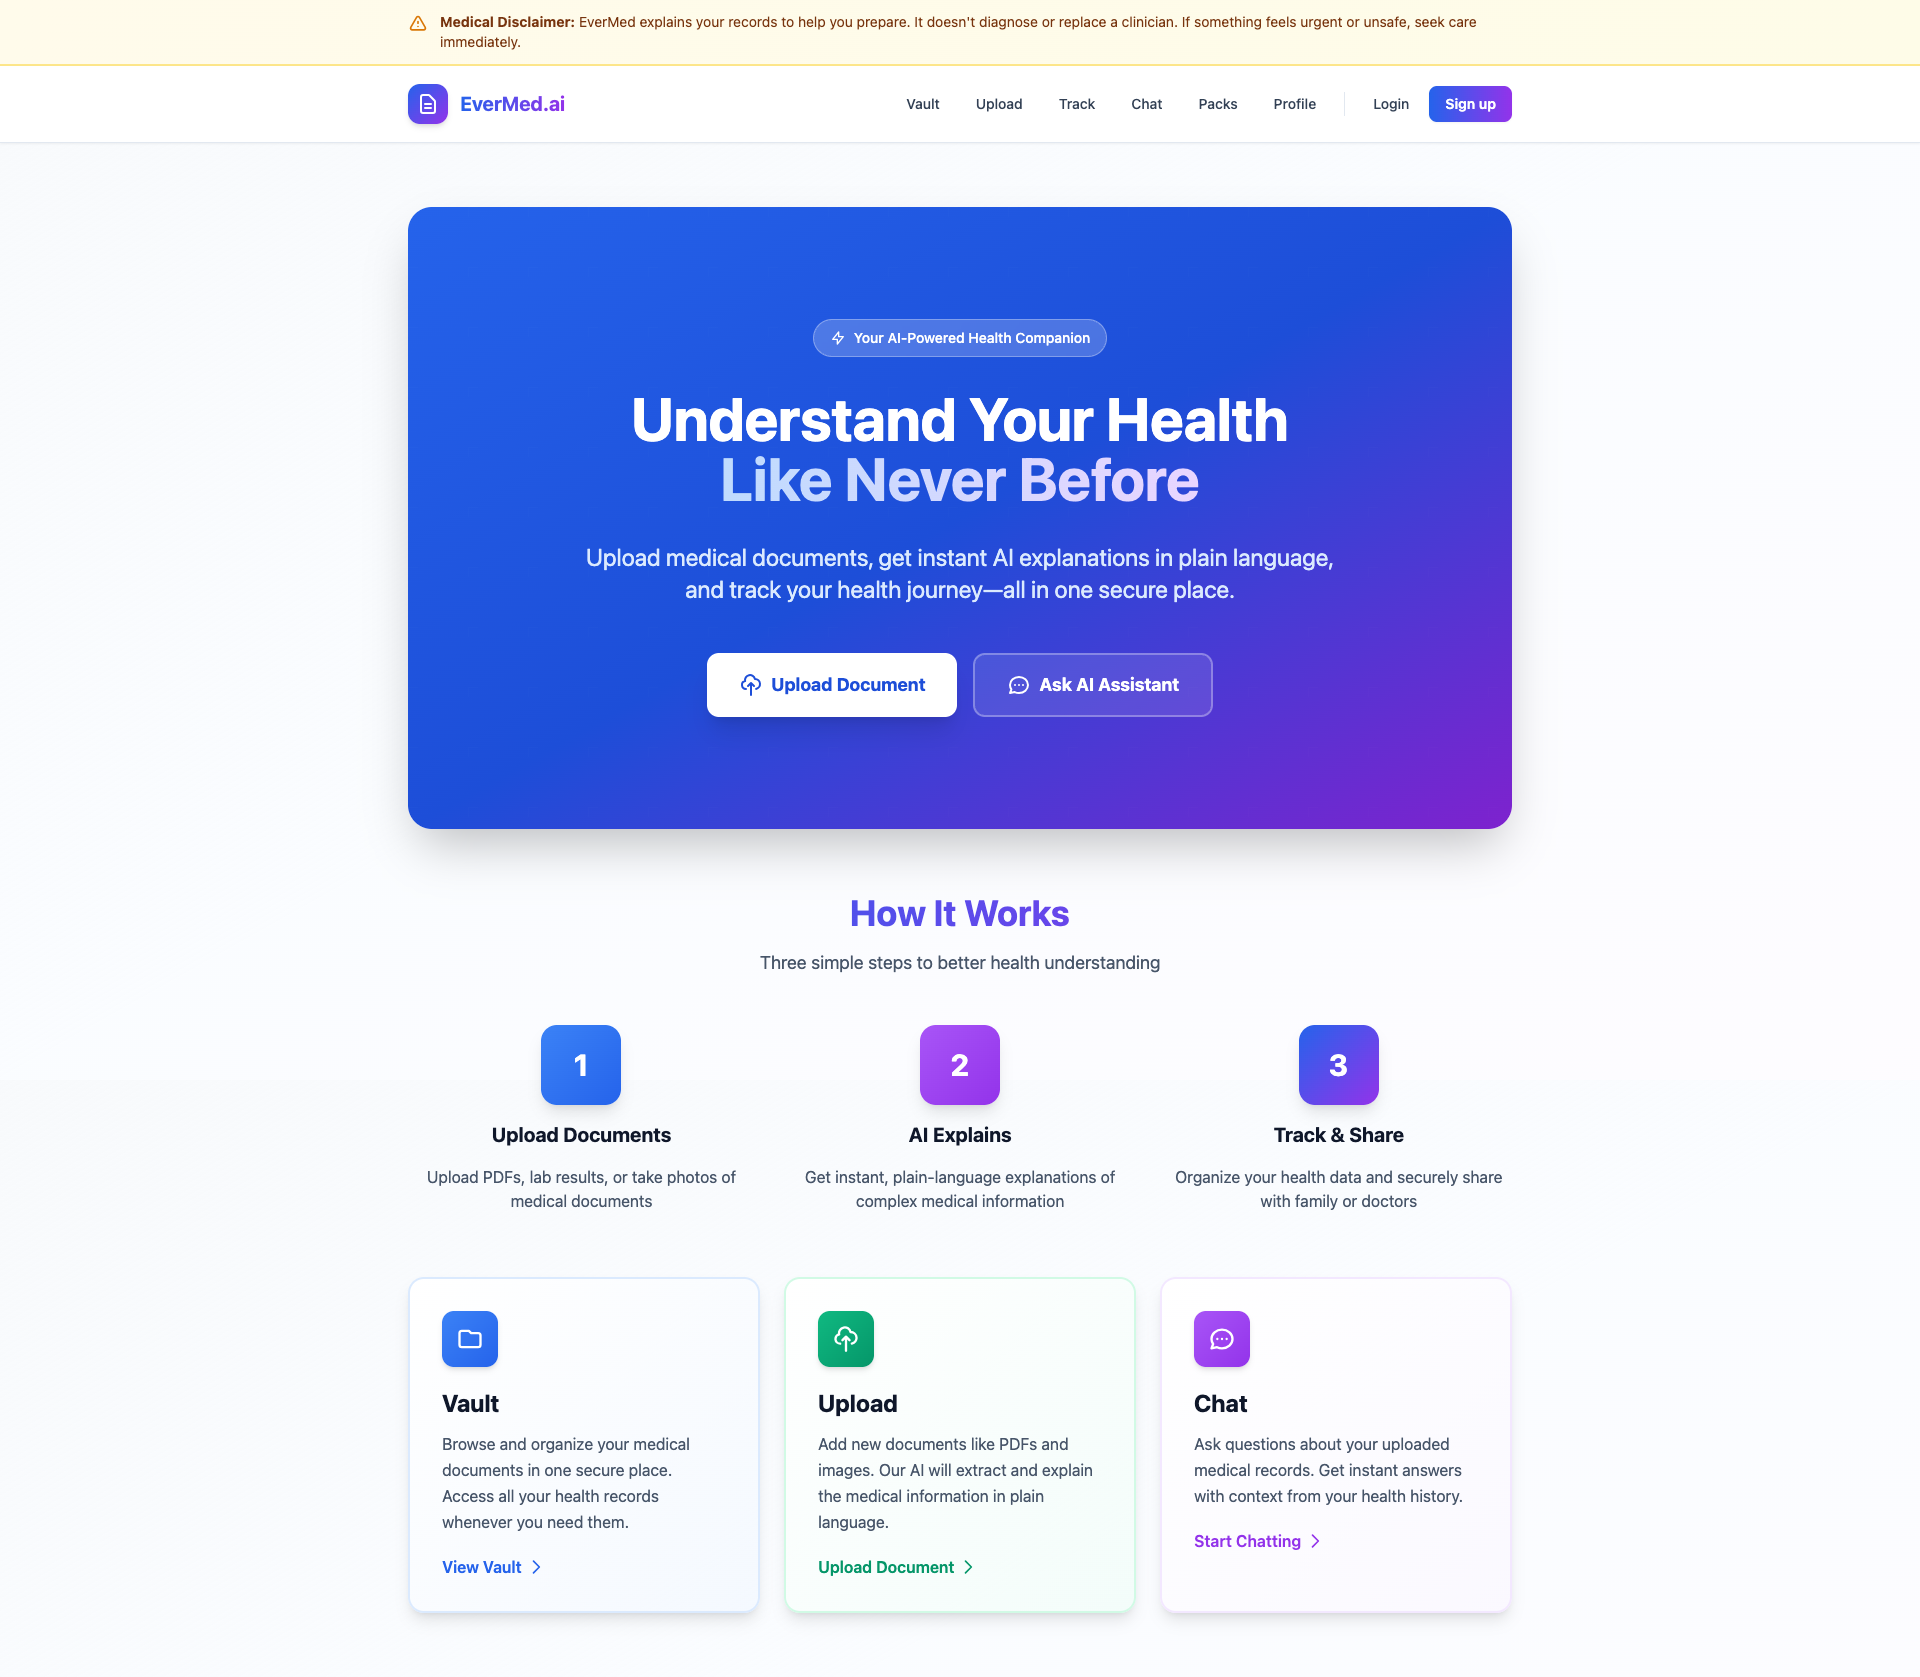 Medical Disclaimer: EverMed explains your records to help you prepare. It doesn't diagnose or replace a clinician. If something feels urgent or unsafe, seek care
immediately.
EverMed.ai
Vault
Upload
Track
Chat
Packs
Profile
Login
Sign up
Your AI-Powered Health Companion
Understand Your Health
Like Never Before
Upload medical documents, get instant AI explanations in plain language,
and track your health journey—all in one secure place.
Upload Document
Ask AI Assistant
How It Works
Three simple steps to better health understanding
1
Upload Documents
Upload PDFs, lab results, or take photos of
medical documents
2
AI Explains
Get instant, plain-language explanations of
complex medical information
3
Track & Share
Organize your health data and securely share
with family or doctors
Vault
Browse and organize your medical
documents in one secure place.
Access all your health records
whenever you need them.
View Vault
Upload
Add new documents like PDFs and
images. Our AI will extract and explain
the medical information in plain
language.
Upload Document
Chat
Ask questions about your uploaded
medical records. Get instant answers
with context from your health history.
Start Chatting